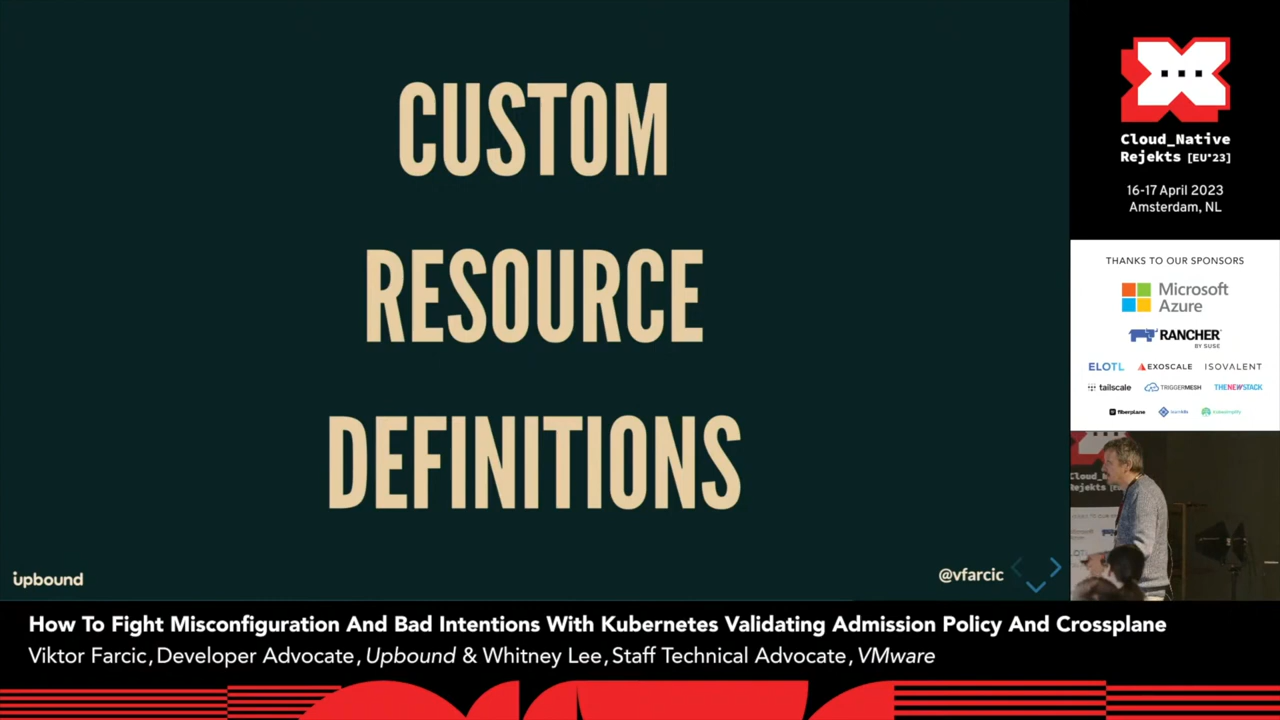 CUSTOM
RESOURCE
DEFINITIONS
upbound
@vfarcic
Cloud_Native
Rejekts [EU'23]
16-17 April 2023
Amsterdam, NL
THANKS TO OUR SPONSORS
Microsoft
Azure
RANCHER
BY SUSE
ELOTL
EXOSCALE
ISOVALENT
tailscale
TRIGGERMESH
THENEWSTACK
fiberplane
How To Fight Misconfiguration And Bad Intentions With Kubernetes Validating Admission Policy And Crossplane
Viktor Farcic, Developer Advocate, Upbound & Whitney Lee, Staff Technical Advocate, VMware